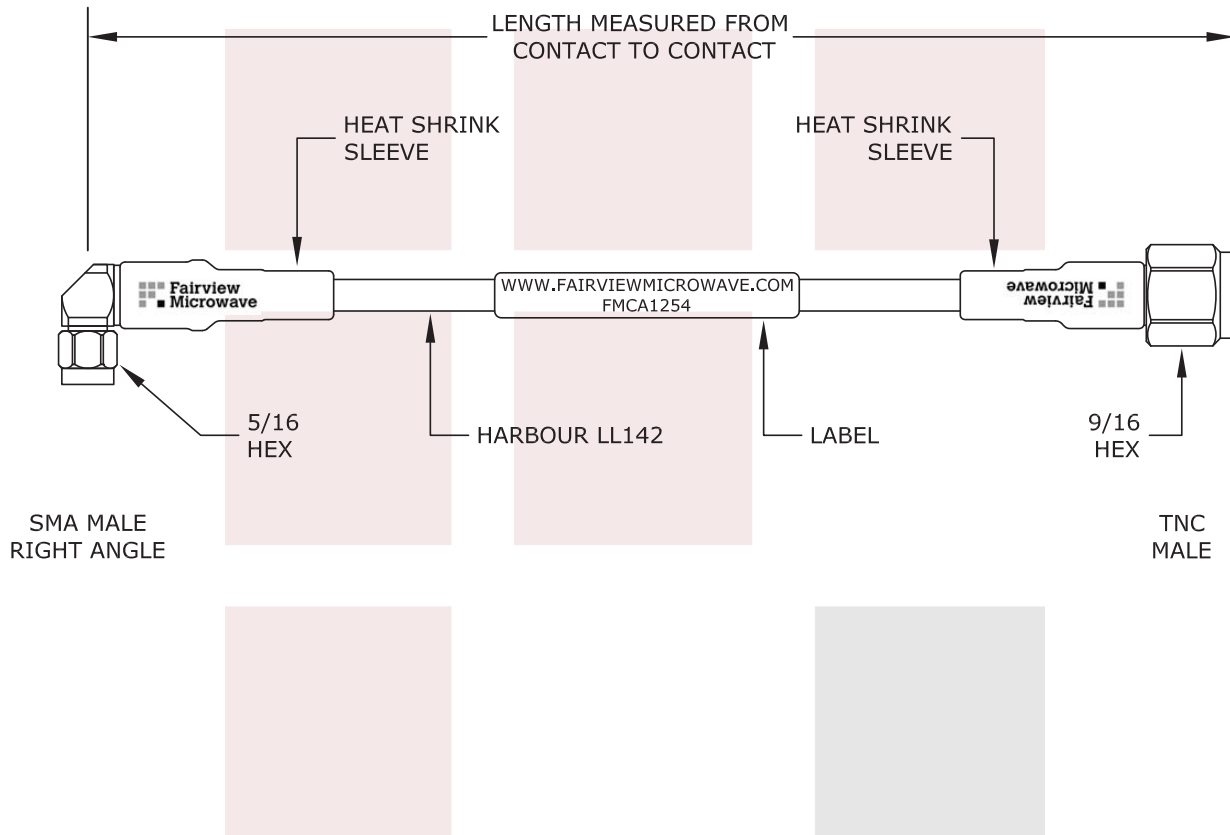 LENGTH MEASURED FROM
CONTACT TO CONTACT
HEAT SHRINK
SLEEVE
HEAT SHRINK
SLEEVE
Fairview
Microwave
WWW.FAIRVIEWMICROWAVE.COM
FMCA1254
Fairview
Microwave
5/16
HEX
HARBOUR LL142
LABEL
9/16
HEX
SMA MALE
RIGHT ANGLE
TNC
MALE